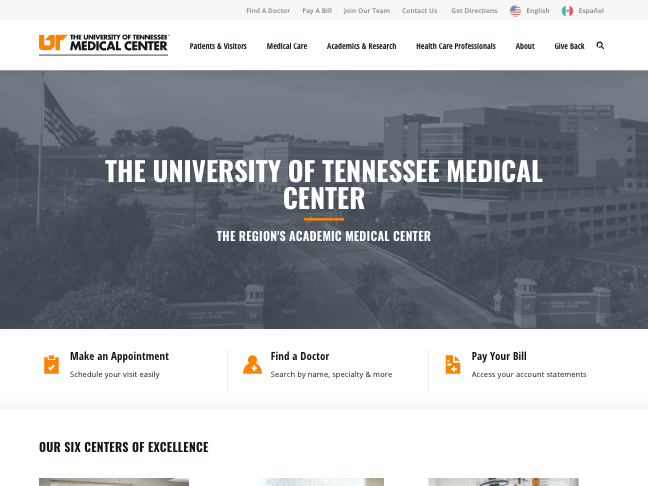 Find A Doctor Pay A Bill Join Our Team Contact Us Get Directions English Español
THE UNIVERSITY OF TENNESSEE
MEDICAL CENTER
Patients & Visitors Medical Care Academics & Research Health Care Professionals About Give Back
THE UNIVERSITY OF TENNESSEE MEDICAL
CENTER
THE REGION'S ACADEMIC MEDICAL CENTER
Make an Appointment
Schedule your visit easily
Find a Doctor
Search by name, specialty & more
Pay Your Bill
Access your account statements
OUR SIX CENTERS OF EXCELLENCE